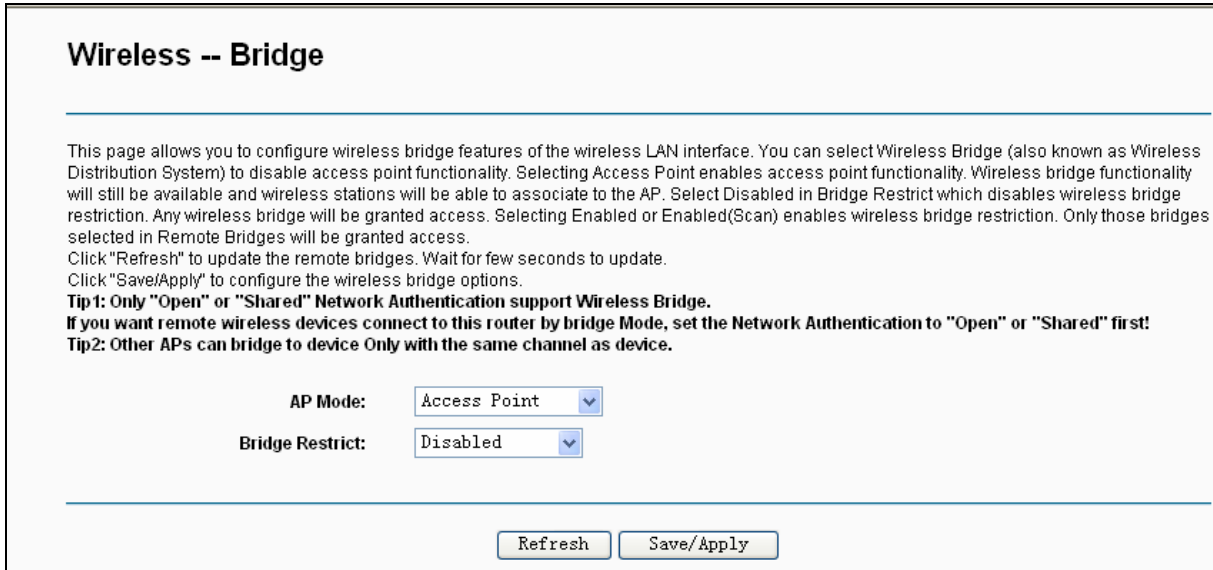 Wireless -- Bridge
This page allows you to configure wireless bridge features of the wireless LAN interface. You can select Wireless Bridge (also known as Wireless
Distribution System) to disable access point functionality. Selecting Access Point enables access point functionality. Wireless bridge functionality
will still be available and wireless stations will be able to associate to the AP. Select Disabled in Bridge Restrict which disables wireless bridge
restriction. Any wireless bridge will be granted access. Selecting Enabled or Enabled(Scan) enables wireless bridge restriction. Only those bridges
selected in Remote Bridges will be granted access.
Click "Refresh" to update the remote bridges. Wait for few seconds to update.
Click "Save/Apply" to configure the wireless bridge options.
Tip1: Only "Open" or "Shared" Network Authentication support Wireless Bridge.
If you want remote wireless devices connect to this router by bridge Mode, set the Network Authentication to "Open" or "Shared" first!
Tip2: Other APs can bridge to device Only with the same channel as device.
AP Mode: Access Point
Bridge Restrict: Disabled
Refresh Save/Apply